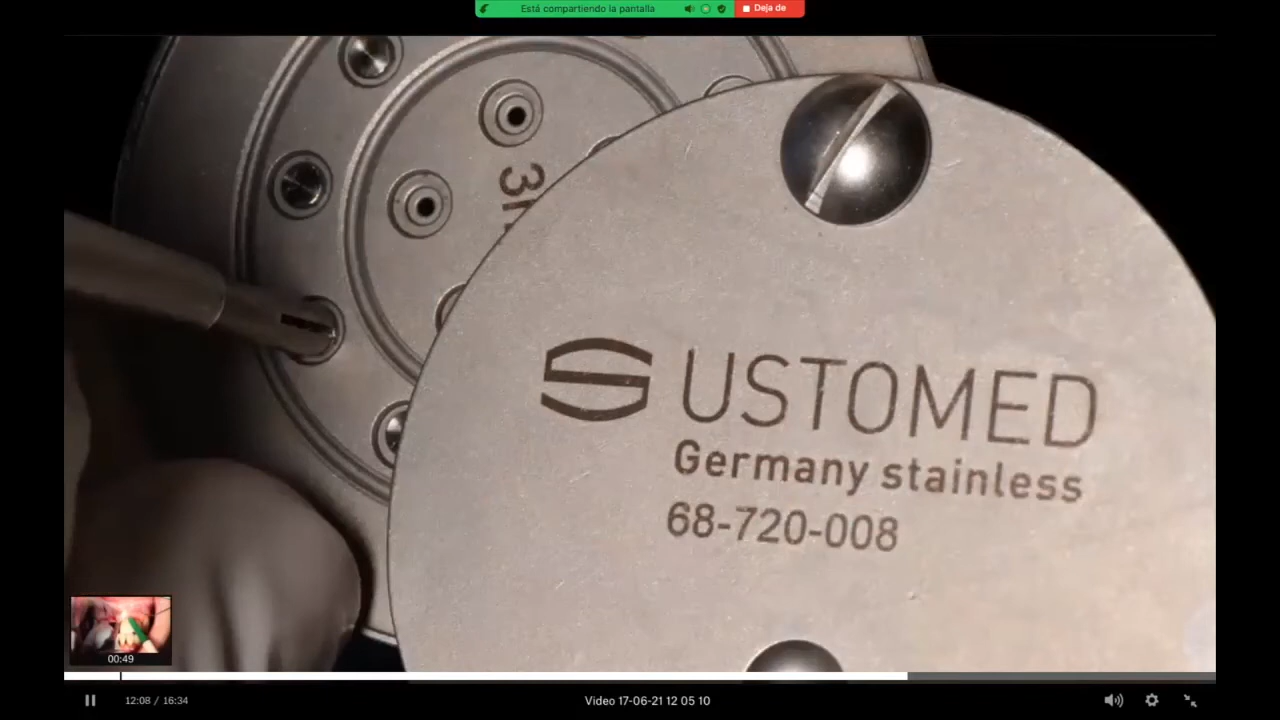 Está compartiendo la pantalla
Deja de
USTOMED
Germany stainless
68-720-008
00:49
12:08 / 16:34
Video 17-06-21 12 05 10